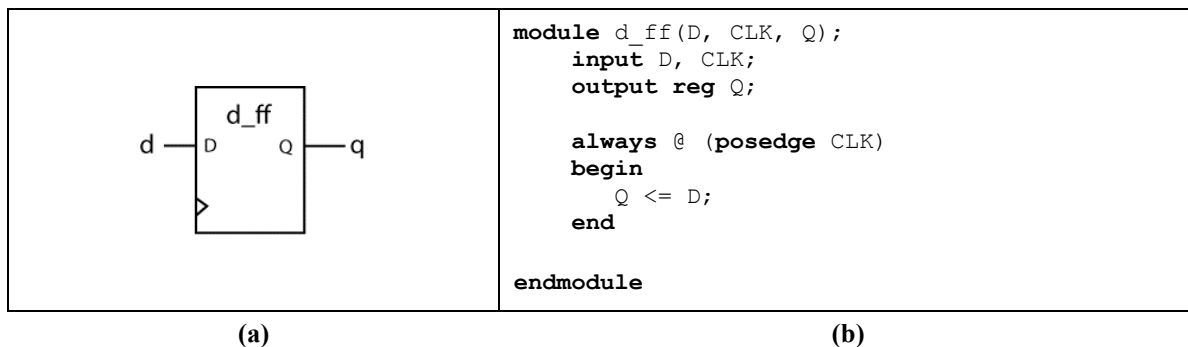 d_ff
d D Q q
module d_ff(D, CLK, Q);
input D, CLK;
output reg Q;
always @ (posedge CLK)
begin
Q <= D;
end
endmodule
(a) (b)